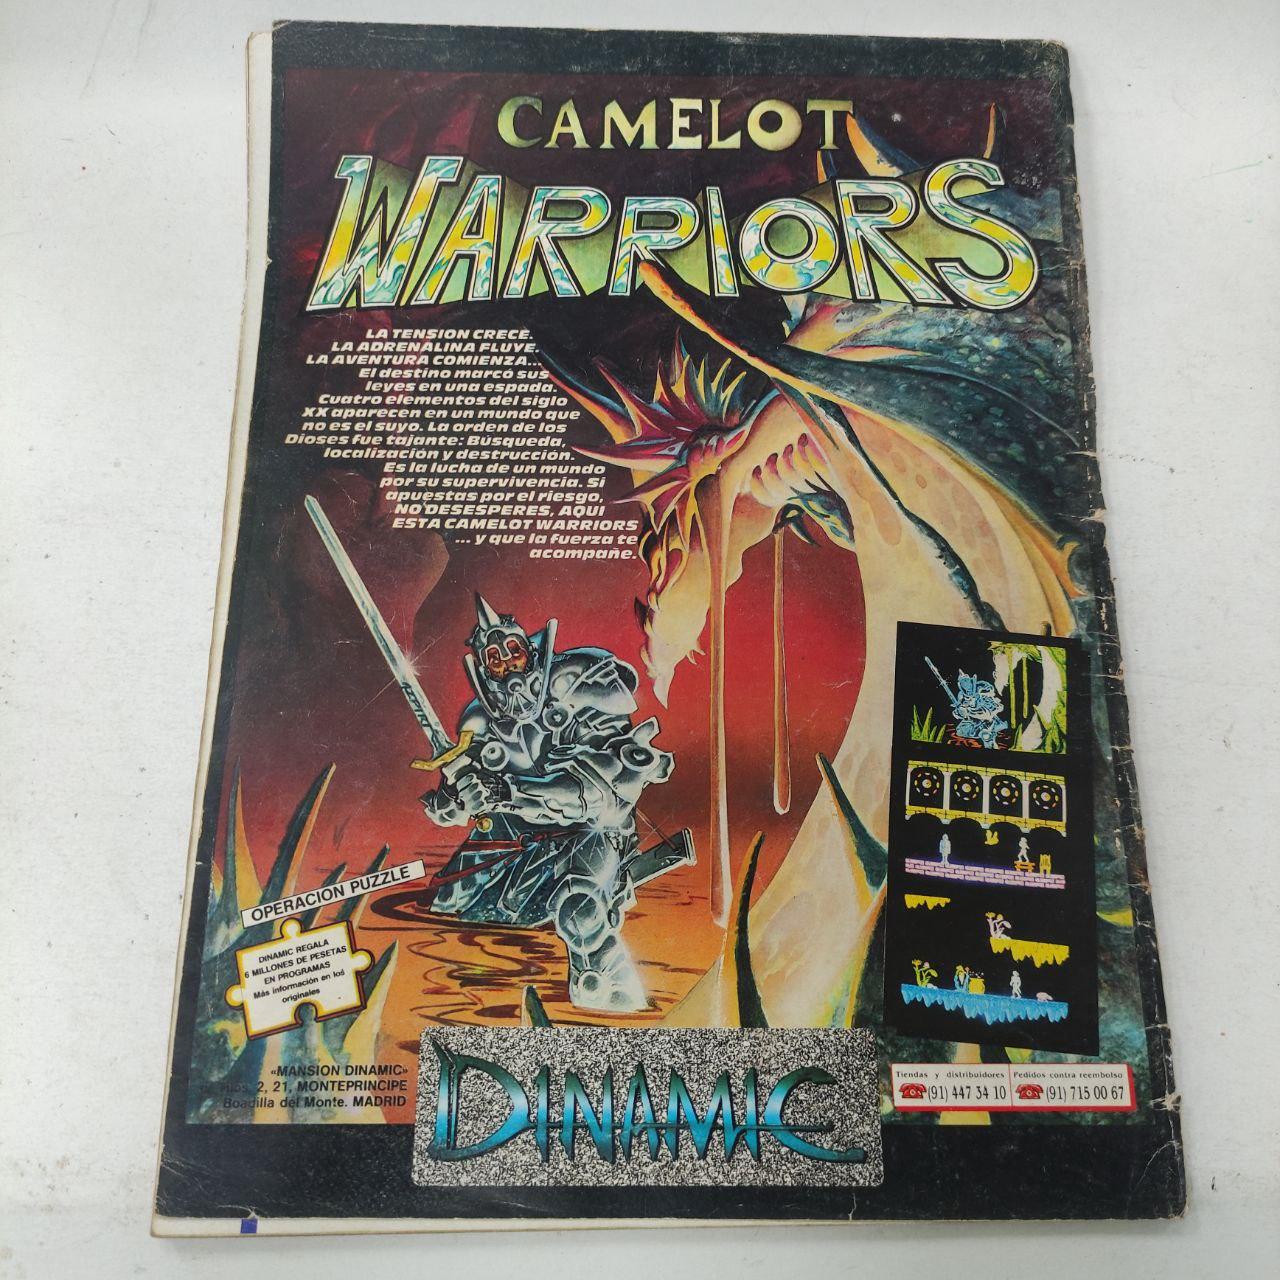 CAMELOT
WARRIORS
LA TENSION CRECE.
LA ADRENALINA FLUYE.
LA AVENTURA COMIENZA...
El destino marcó sus
leyes en una espada.
Cuatro elementos del siglo
XX aparecen en un mundo que
no es el suyo. La orden de los
Dioses fue tajante: Búsqueda,
localización y destrucción.
Es la lucha de un mundo
por su supervivencia. Si
apuestas por el riesgo,
NO DESESPERES, AQUI
ESTA CAMELOT WARRIORS
... y que la fuerza te
acompañe.
AZPIRI
OPERACION PUZZLE
DINAMIC REGALA
6 MILLONES DE PESETAS
EN PROGRAMAS
Más información en los
originales
«MANSION DINAMIC»
2, 21, MONTEPRINCIPE
Boadilla del Monte. MADRID
DINAMIC
Tiendas y distribuidores
(91) 447 34 10
Pedidos contra reembolso
(91) 715 00 67